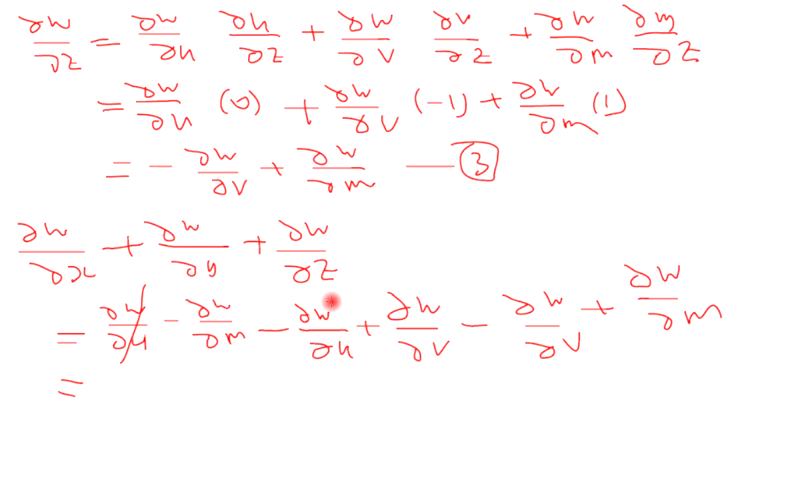 ∂w/∂z = ∂w/∂u ∂u/∂z + ∂w/∂v ∂v/∂z + ∂w/∂m ∂m/∂z
= ∂w/∂u (0) + ∂w/∂v (-1) + ∂w/∂m (1)
= - ∂w/∂v + ∂w/∂m — ③
∂w/∂x + ∂w/∂y + ∂w/∂z
= ∂w/∂u - ∂w/∂m - ∂w/∂u + ∂w/∂v - ∂w/∂v + ∂w/∂m
=